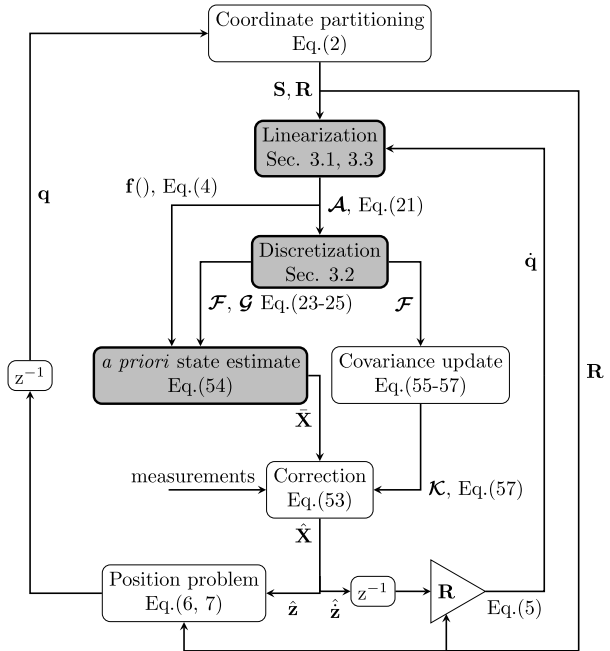 Coordinate partitioning
Eq.(2)
S, R
Linearization
Sec. 3.1, 3.3
f(), Eq.(4)
𝓐, Eq.(21)
q
Discretization
Sec. 3.2
q̇
𝓕, 𝓖 Eq.(23-25)
𝓕
a priori state estimate
Eq.(54)
Covariance update
Eq.(55-57)
z⁻¹
R
X̄
measurements
Correction
Eq.(53)
𝓚, Eq.(57)
X̂
Position problem
Eq.(6, 7)
ẑ
ż̂
z⁻¹
R
Eq.(5)